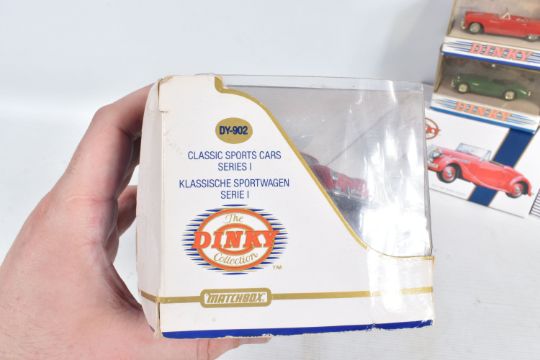 DY-902
CLASSIC SPORTS CARS
SERIES I
KLASSISCHE SPORTWAGEN
SERIE I
The
DINKY
Collection
TM
MATCHBOX
DINKY
DINKY